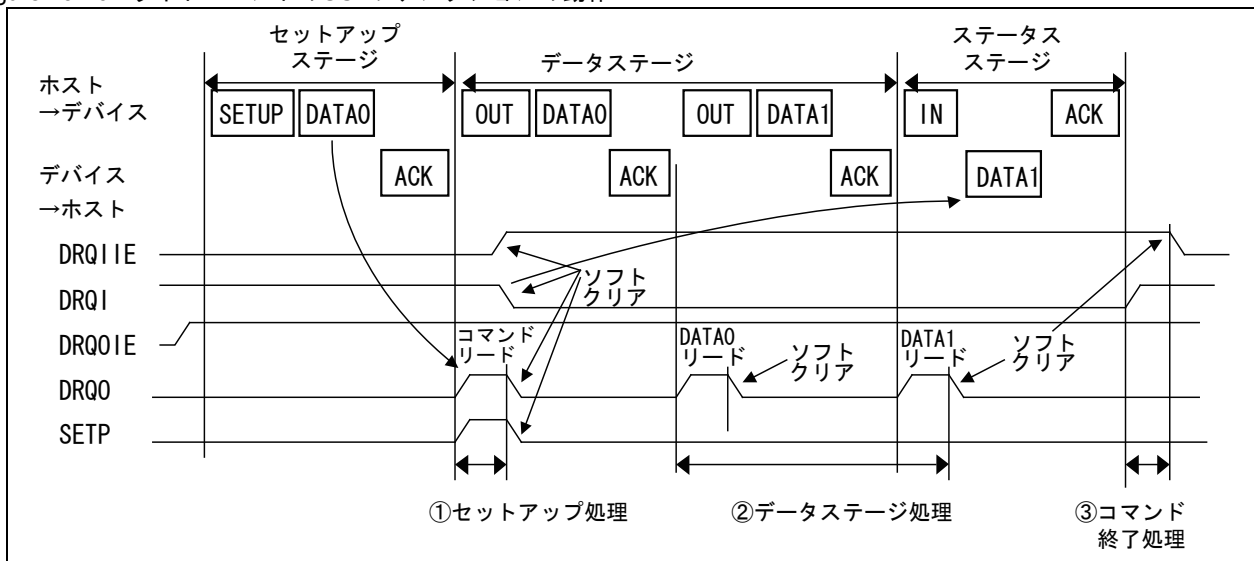 セットアップ
ステージ
データステージ
ステータス
ステージ
ホスト
→デバイス
SETUP DATA0 OUT DATA0 OUT DATA1 IN ACK
デバイス
→ホスト
ACK ACK ACK DATA1
DRQIIE
ソフト
クリア
DRQI
DRQOIE
コマンド
リード
DATA0
リード
ソフト
クリア
DATA1
リード
ソフト
クリア
DRQO
SETP
①セットアップ処理
②データステージ処理
③コマンド
終了処理